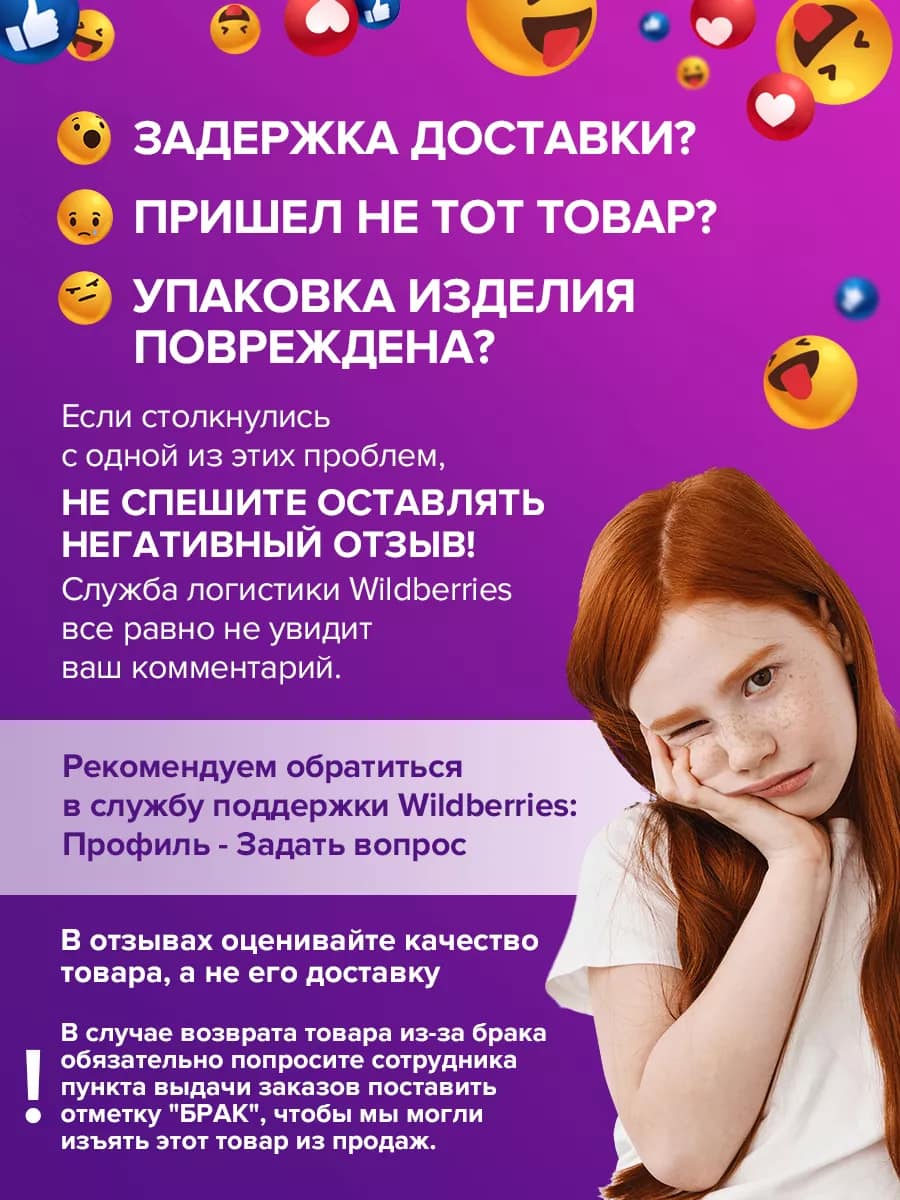 ЗАДЕРЖКА ДОСТАВКИ?
ПРИШЕЛ НЕ ТОТ ТОВАР?
УПАКОВКА ИЗДЕЛИЯ
ПОВРЕЖДЕНА?
Если столкнулись
с одной из этих проблем,
НЕ СПЕШИТЕ ОСТАВЛЯТЬ
НЕГАТИВНЫЙ ОТЗЫВ!
Служба логистики Wildberries
все равно не увидит
ваш комментарий.
Рекомендуем обратиться
в службу поддержки Wildberries:
Профиль - Задать вопрос
В отзывах оценивайте качество
товара, а не его доставку
В случае возврата товара из-за брака
обязательно попросите сотрудника
пункта выдачи заказов поставить
! отметку "БРАК", чтобы мы могли
изъять этот товар из продаж.